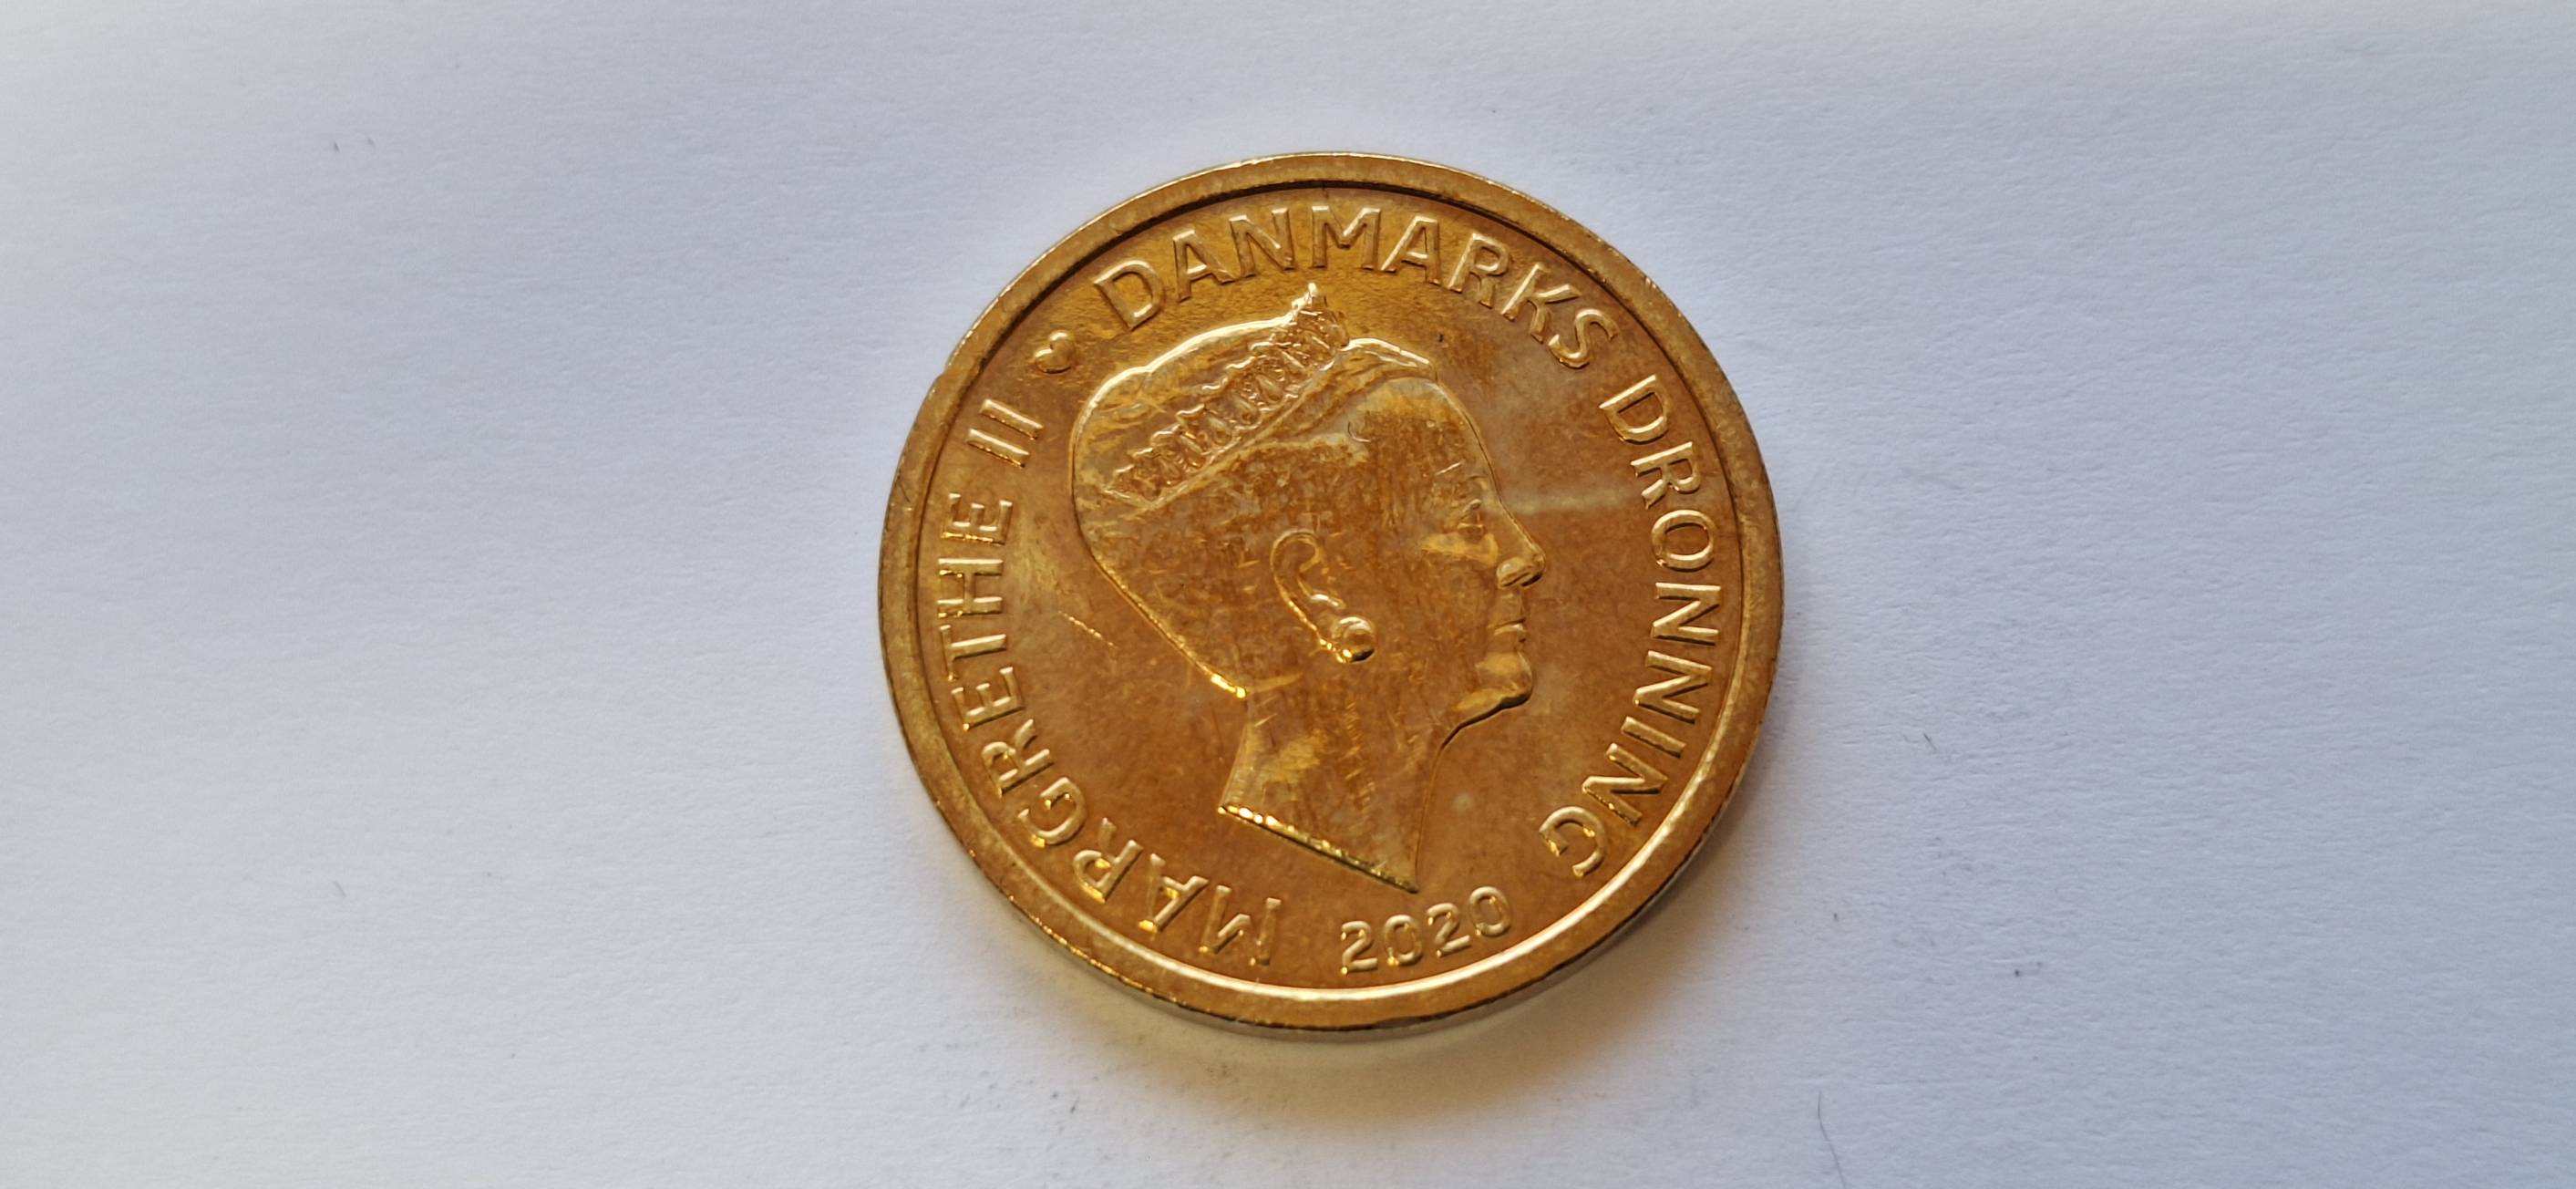 MARGRETHE II ♥ DANMARKS DRONNING
2020